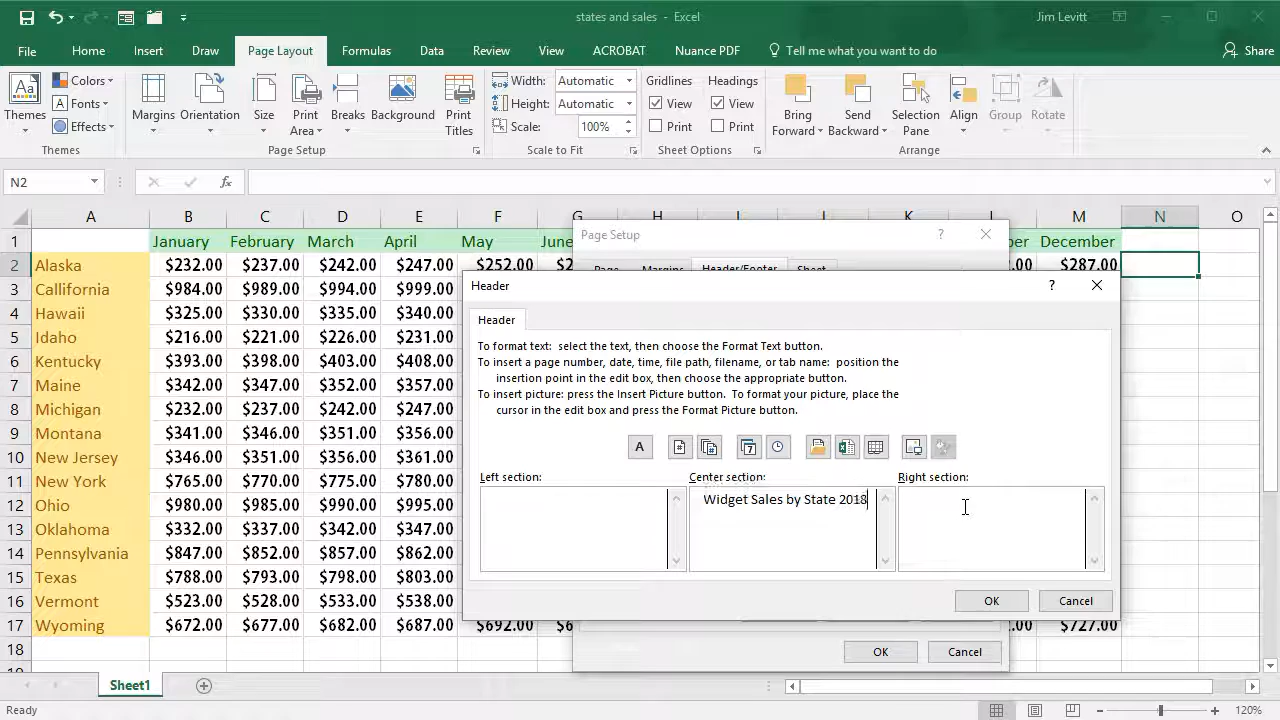 states and sales - Excel
Jim Levitt
File Home Insert Draw Page Layout Formulas Data Review View ACROBAT Nuance PDF Tell me what you want to do Share
Themes
Colors
Fonts
Effects
Themes
Margins Orientation Size Print Area Breaks Background Print Titles
Page Setup
Width: Automatic
Height: Automatic
Scale: 100%
Scale to Fit
Gridlines Headings
View View
Print Print
Sheet Options
Bring Forward Send Backward Selection Pane Align Group Rotate
Arrange
N2 fx
A B C D E F G H I J K L M N O
1 January February March April May June ber December
2 Alaska $232.00 $237.00 $242.00 $247.00 $252.00 $2 .00 $287.00
3 Callifornia $984.00 $989.00 $994.00 $999.00
4 Hawaii $325.00 $330.00 $335.00 $340.00
5 Idaho $216.00 $221.00 $226.00 $231.00
6 Kentucky $393.00 $398.00 $403.00 $408.00
7 Maine $342.00 $347.00 $352.00 $357.00
8 Michigan $232.00 $237.00 $242.00 $247.00
9 Montana $341.00 $346.00 $351.00 $356.00
10 New Jersey $346.00 $351.00 $356.00 $361.00
11 New York $765.00 $770.00 $775.00 $780.00
12 Ohio $980.00 $985.00 $990.00 $995.00
13 Oklahoma $332.00 $337.00 $342.00 $347.00
14 Pennsylvania $847.00 $852.00 $857.00 $862.00
15 Texas $788.00 $793.00 $798.00 $803.00
16 Vermont $523.00 $528.00 $533.00 $538.00
17 Wyoming $672.00 $677.00 $682.00 $687.00 $692.00 $6 .00 $727.00
18
Page Setup ?
Page Margins Header/Footer Sheet
Header ?
Header
To format text: select the text, then choose the Format Text button.
To insert a page number, date, time, file path, filename, or tab name: position the
insertion point in the edit box, then choose the appropriate button.
To insert picture: press the Insert Picture button. To format your picture, place the
cursor in the edit box and press the Format Picture button.
A # 7
Left section: Center section: Right section:
Widget Sales by State 2018
OK Cancel
OK Cancel
Sheet1
Ready 120%